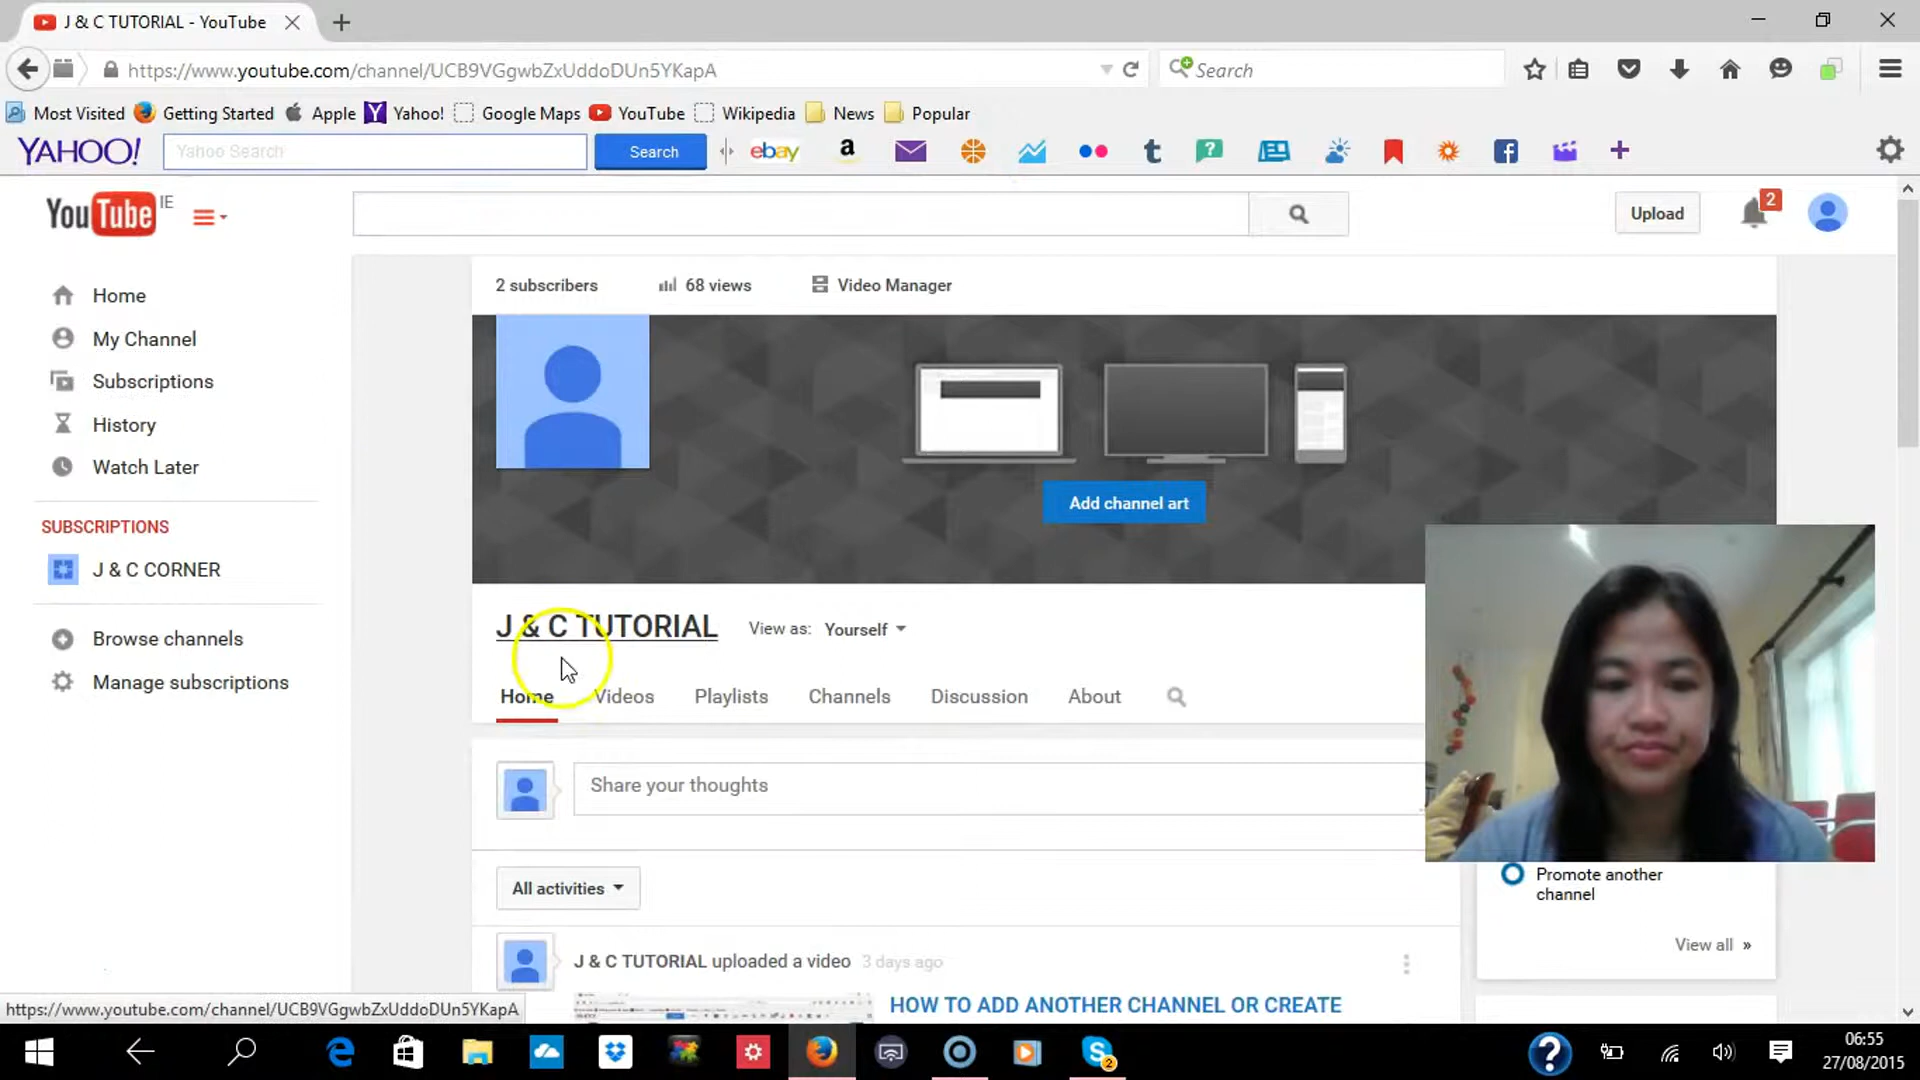 J & C TUTORIAL - YouTube
https://www.youtube.com/channel/UCB9VGgwbZxUddoDUn5YKapA
Search
Most Visited Getting Started Apple Yahoo! Google Maps YouTube Wikipedia News Popular
YAHOO! Yahoo Search Search ebay
YouTube IE
Upload
2
2 subscribers 68 views Video Manager
Home
My Channel
Subscriptions
History
Watch Later
SUBSCRIPTIONS
J & C CORNER
Browse channels
Manage subscriptions
Add channel art
J & C TUTORIAL View as: Yourself
Home Videos Playlists Channels Discussion About
Share your thoughts
All activities
J & C TUTORIAL uploaded a video 3 days ago
HOW TO ADD ANOTHER CHANNEL OR CREATE
Promote another
channel
View all »
https://www.youtube.com/channel/UCB9VGgwbZxUddoDUn5YKapA
2
06:55
27/08/2015